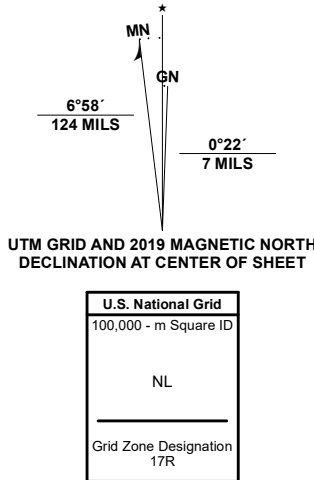 ★
MN
GN
6°58´
124 MILS
0°22´
7 MILS
UTM GRID AND 2019 MAGNETIC NORTH
DECLINATION AT CENTER OF SHEET
U.S. National Grid
100,000 - m Square ID
NL
Grid Zone Designation
17R